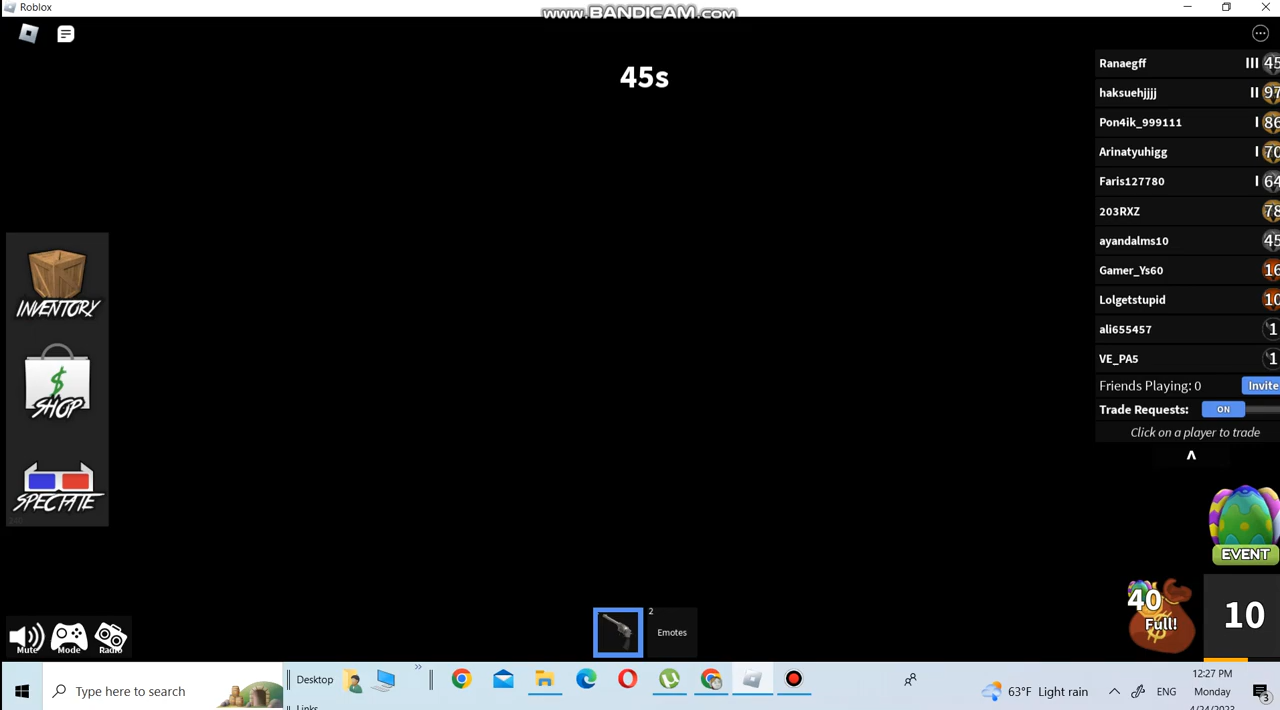 Roblox
www.BANDICAM.com
45s
Ranaegff III 45
haksuehjjjj II 97
Pon4ik_999111 I 86
Arinatyuhigg I 70
Faris127780 I 64
203RXZ 78
ayandalms10 45
Gamer_Ys60 16
Lolgetstupid 10
ali655457 1
VE_PA5 1
Friends Playing: 0 Invite
Trade Requests: ON
Click on a player to trade
INVENTORY
$
SHOP
SPECTATE
EVENT
40
Full!
10
Mute Mode Radio
2
Emotes
Desktop
Links
Type here to search
63°F Light rain
ENG
12:27 PM
Monday
4/24/2023
3